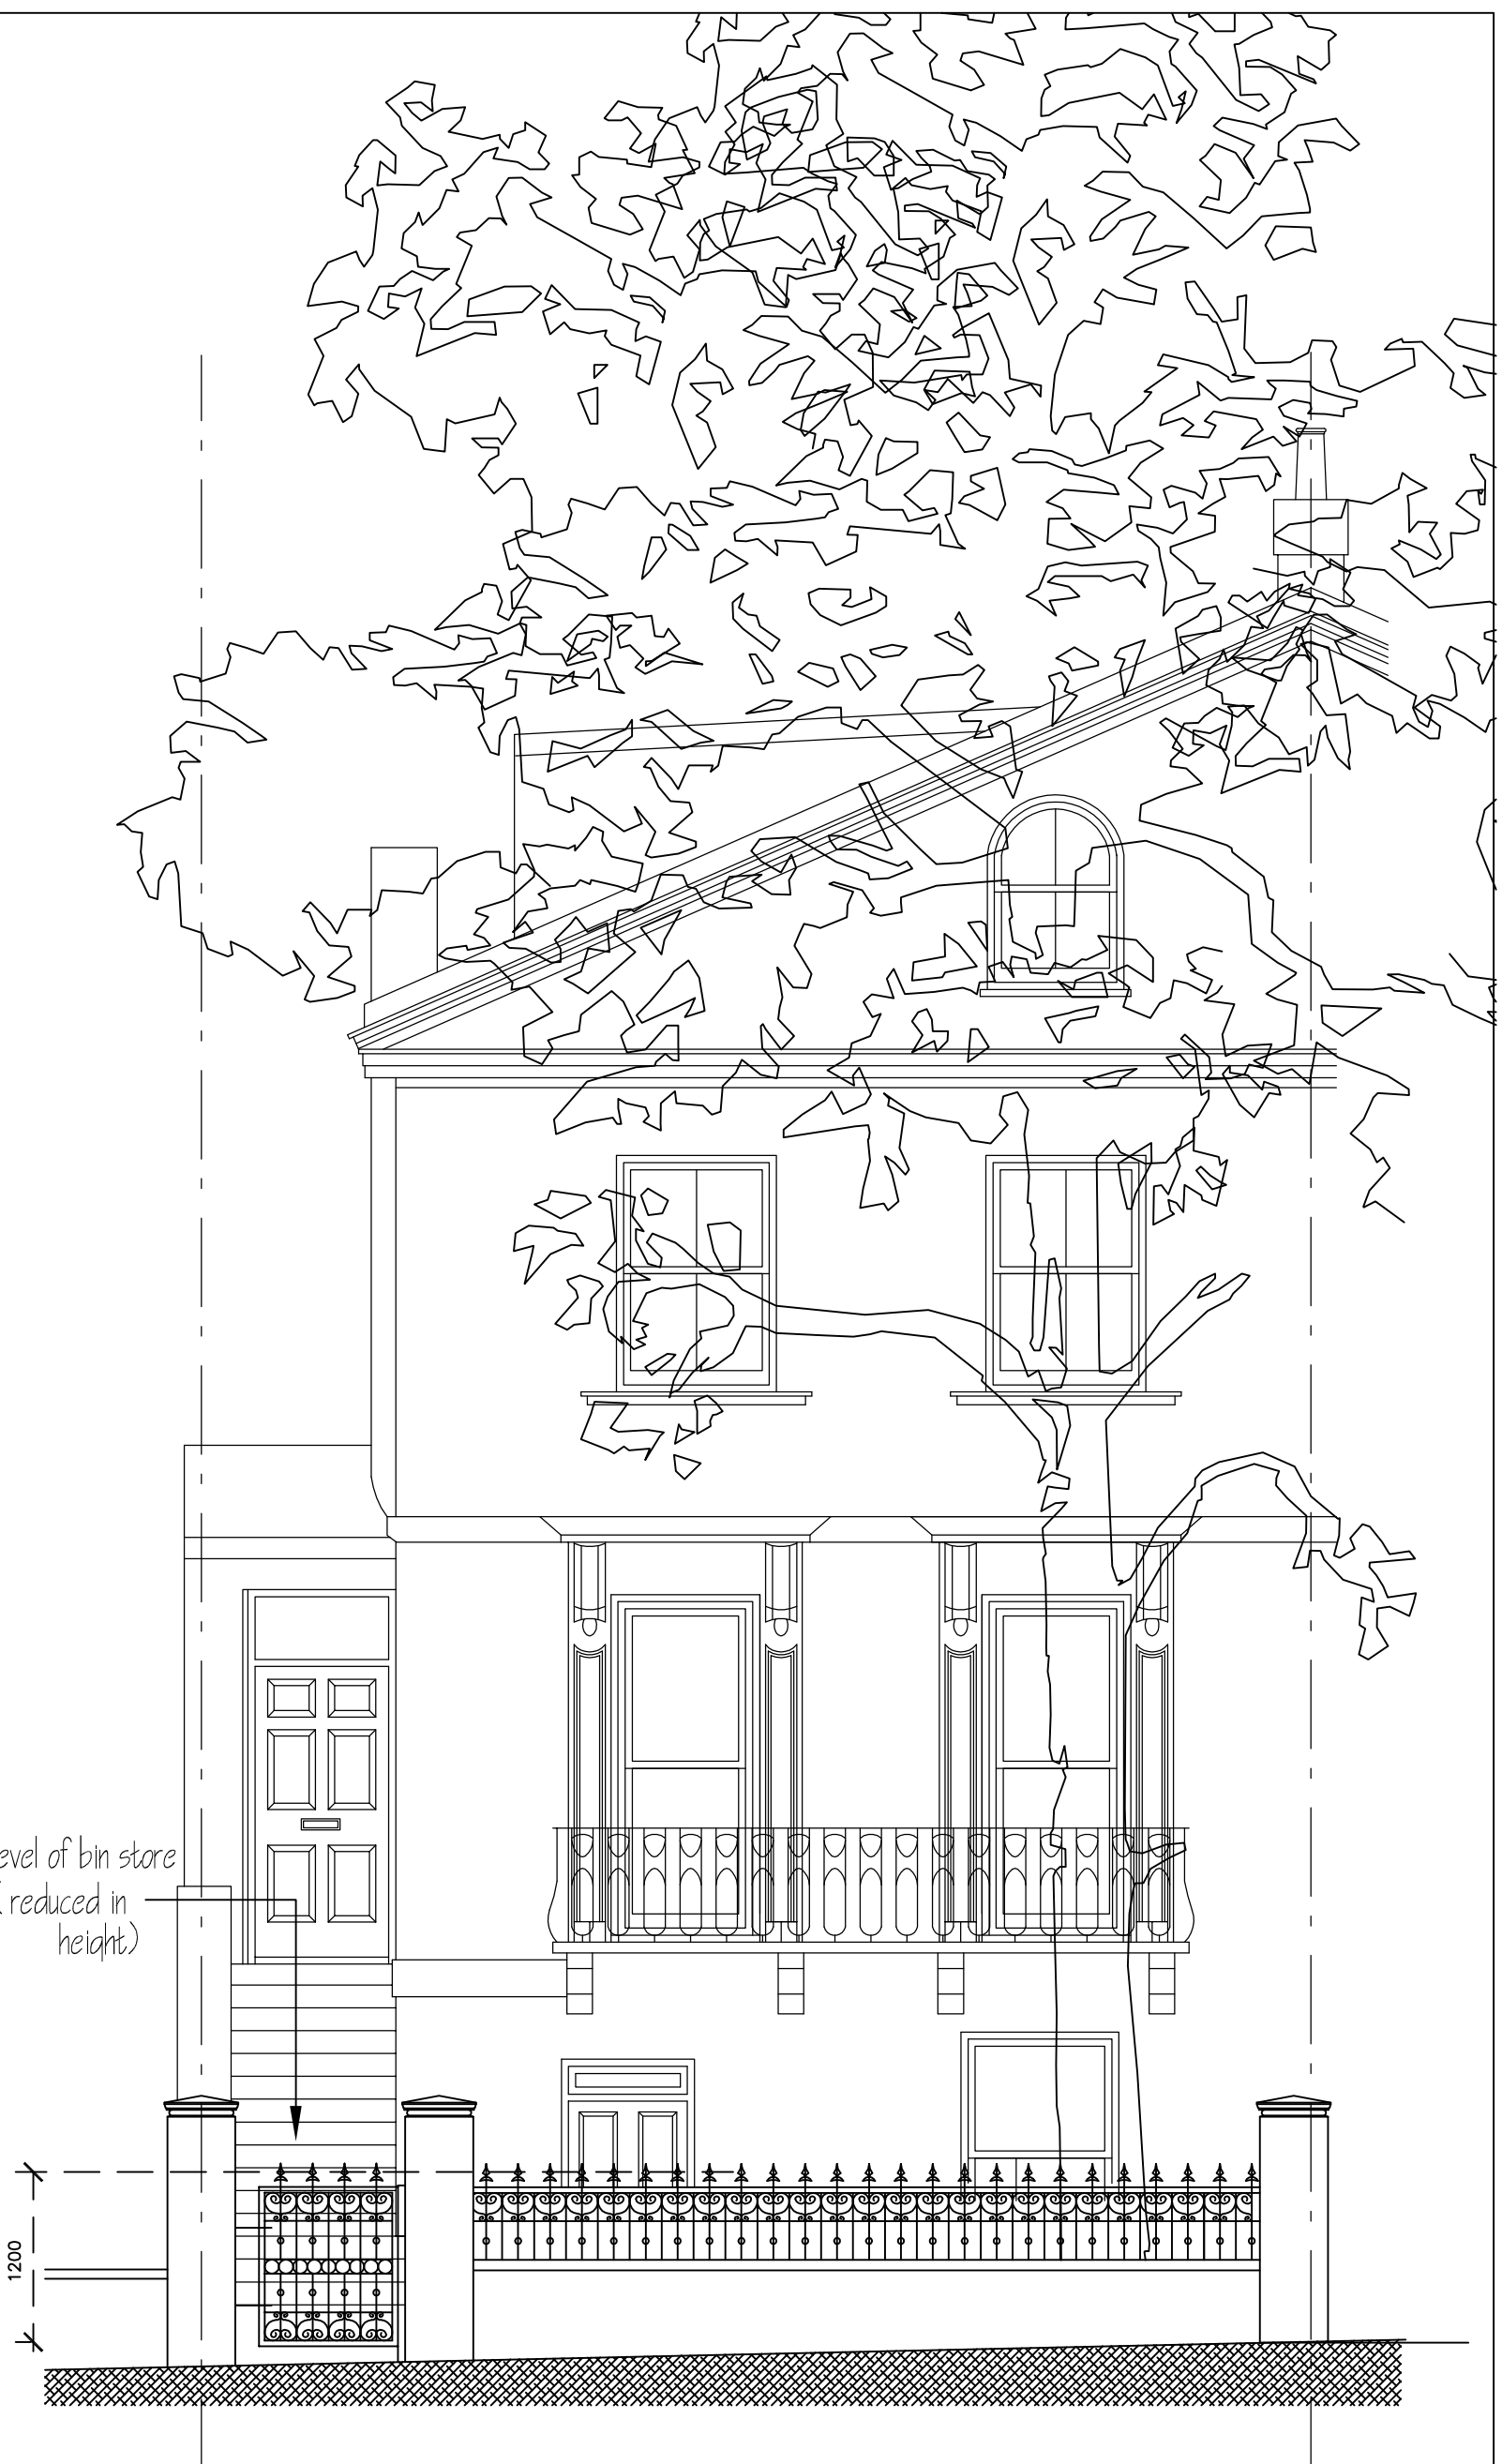 evel of bin store
reduced in
height)
1200